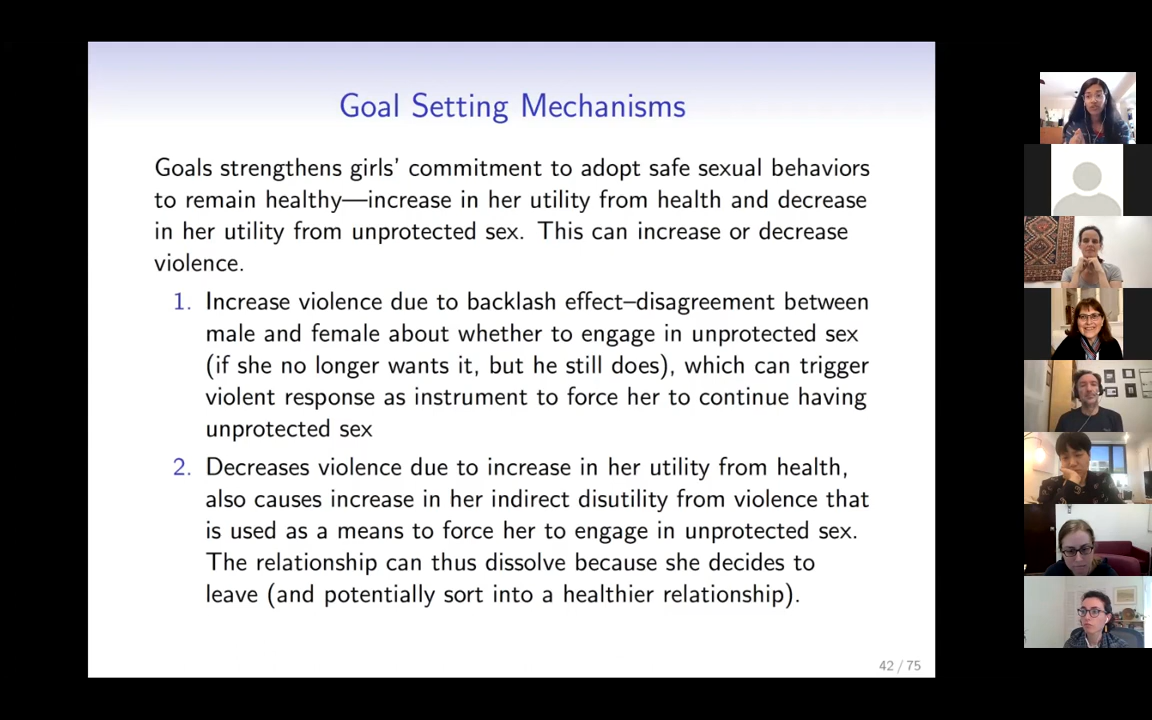 Goal Setting Mechanisms
Goals strengthens girls' commitment to adopt safe sexual behaviors
to remain healthy—increase in her utility from health and decrease
in her utility from unprotected sex. This can increase or decrease
violence.
1. Increase violence due to backlash effect–disagreement between
male and female about whether to engage in unprotected sex
(if she no longer wants it, but he still does), which can trigger
violent response as instrument to force her to continue having
unprotected sex
2. Decreases violence due to increase in her utility from health,
also causes increase in her indirect disutility from violence that
is used as a means to force her to engage in unprotected sex.
The relationship can thus dissolve because she decides to
leave (and potentially sort into a healthier relationship).
42 / 75